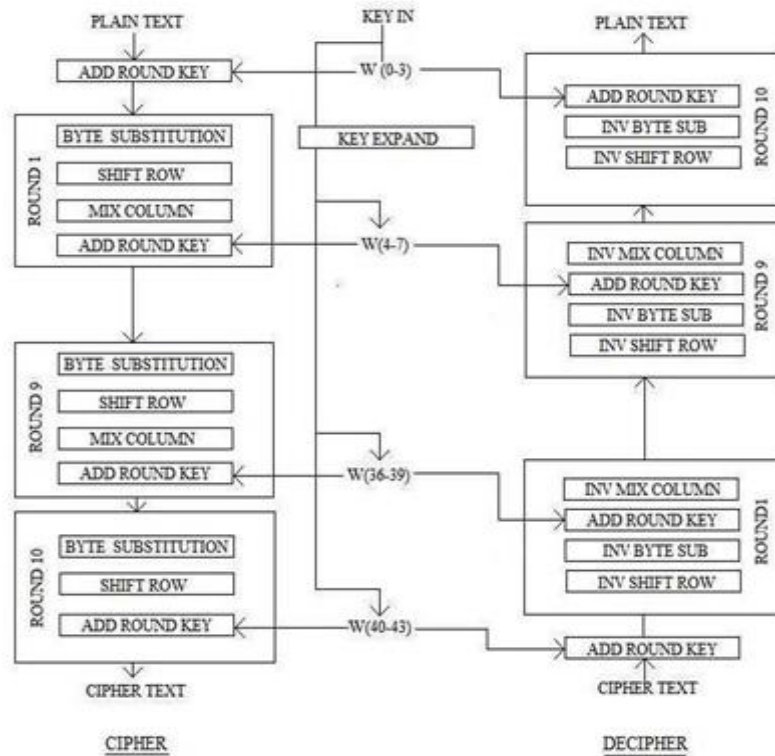 PLAIN TEXT
ADD ROUND KEY
ROUND 1
BYTE SUBSTITUTION
SHIFT ROW
MIX COLUMN
ADD ROUND KEY
ROUND 9
BYTE SUBSTITUTION
SHIFT ROW
MIX COLUMN
ADD ROUND KEY
ROUND 10
BYTE SUBSTITUTION
SHIFT ROW
ADD ROUND KEY
CIPHER TEXT
CIPHER
KEY IN
W (0-3)
KEY EXPAND
W(4-7)
W(36-39)
W(40-43)
PLAIN TEXT
ADD ROUND KEY
INV BYTE SUB
INV SHIFT ROW
ROUND 10
INV MIX COLUMN
ADD ROUND KEY
INV BYTE SUB
INV SHIFT ROW
ROUND 9
INV MIX COLUMN
ADD ROUND KEY
INV BYTE SUB
INV SHIFT ROW
ROUND1
ADD ROUND KEY
CIPHER TEXT
DECIPHER